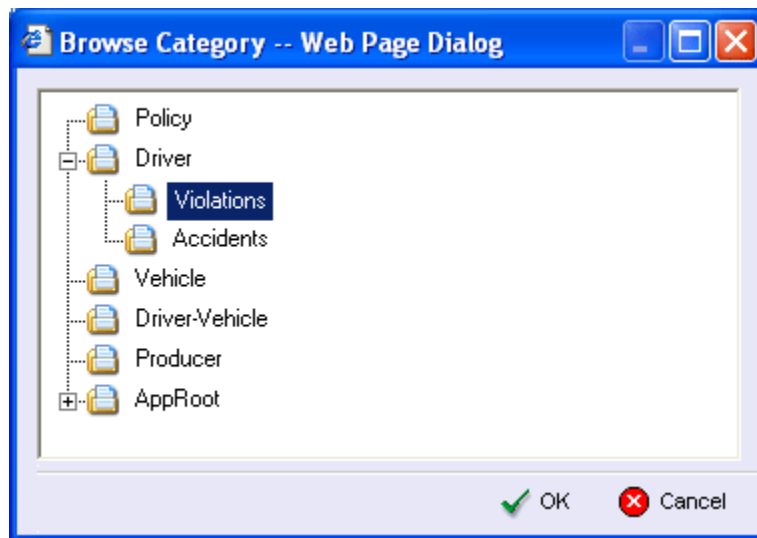 Browse Category -- Web Page Dialog
Policy
Driver
Violations
Accidents
Vehicle
Driver-Vehicle
Producer
AppRoot
OK Cancel